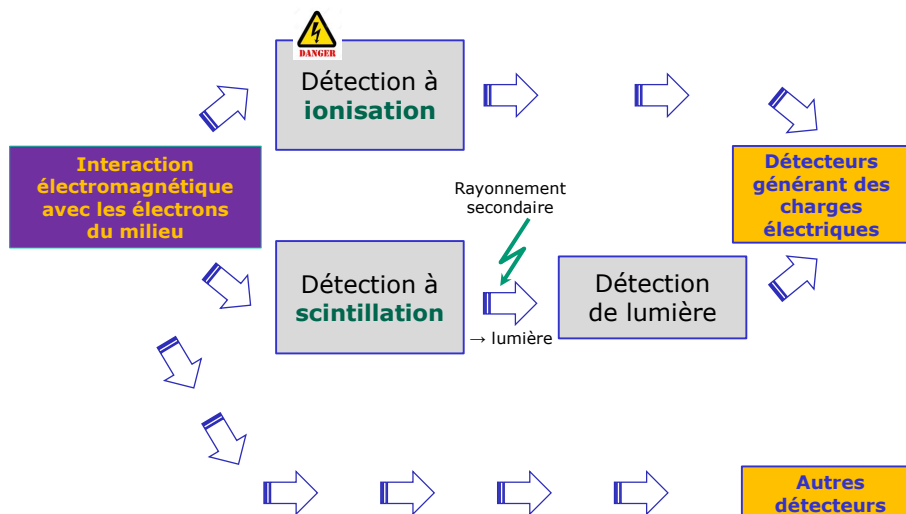 DANGER
Détection à
ionisation
Interaction
électromagnétique
avec les électrons
du milieu
Rayonnement
secondaire
Détecteurs
générant des
charges
électriques
Détection à
scintillation
→ lumière
Détection
de lumière
Autres
détecteurs